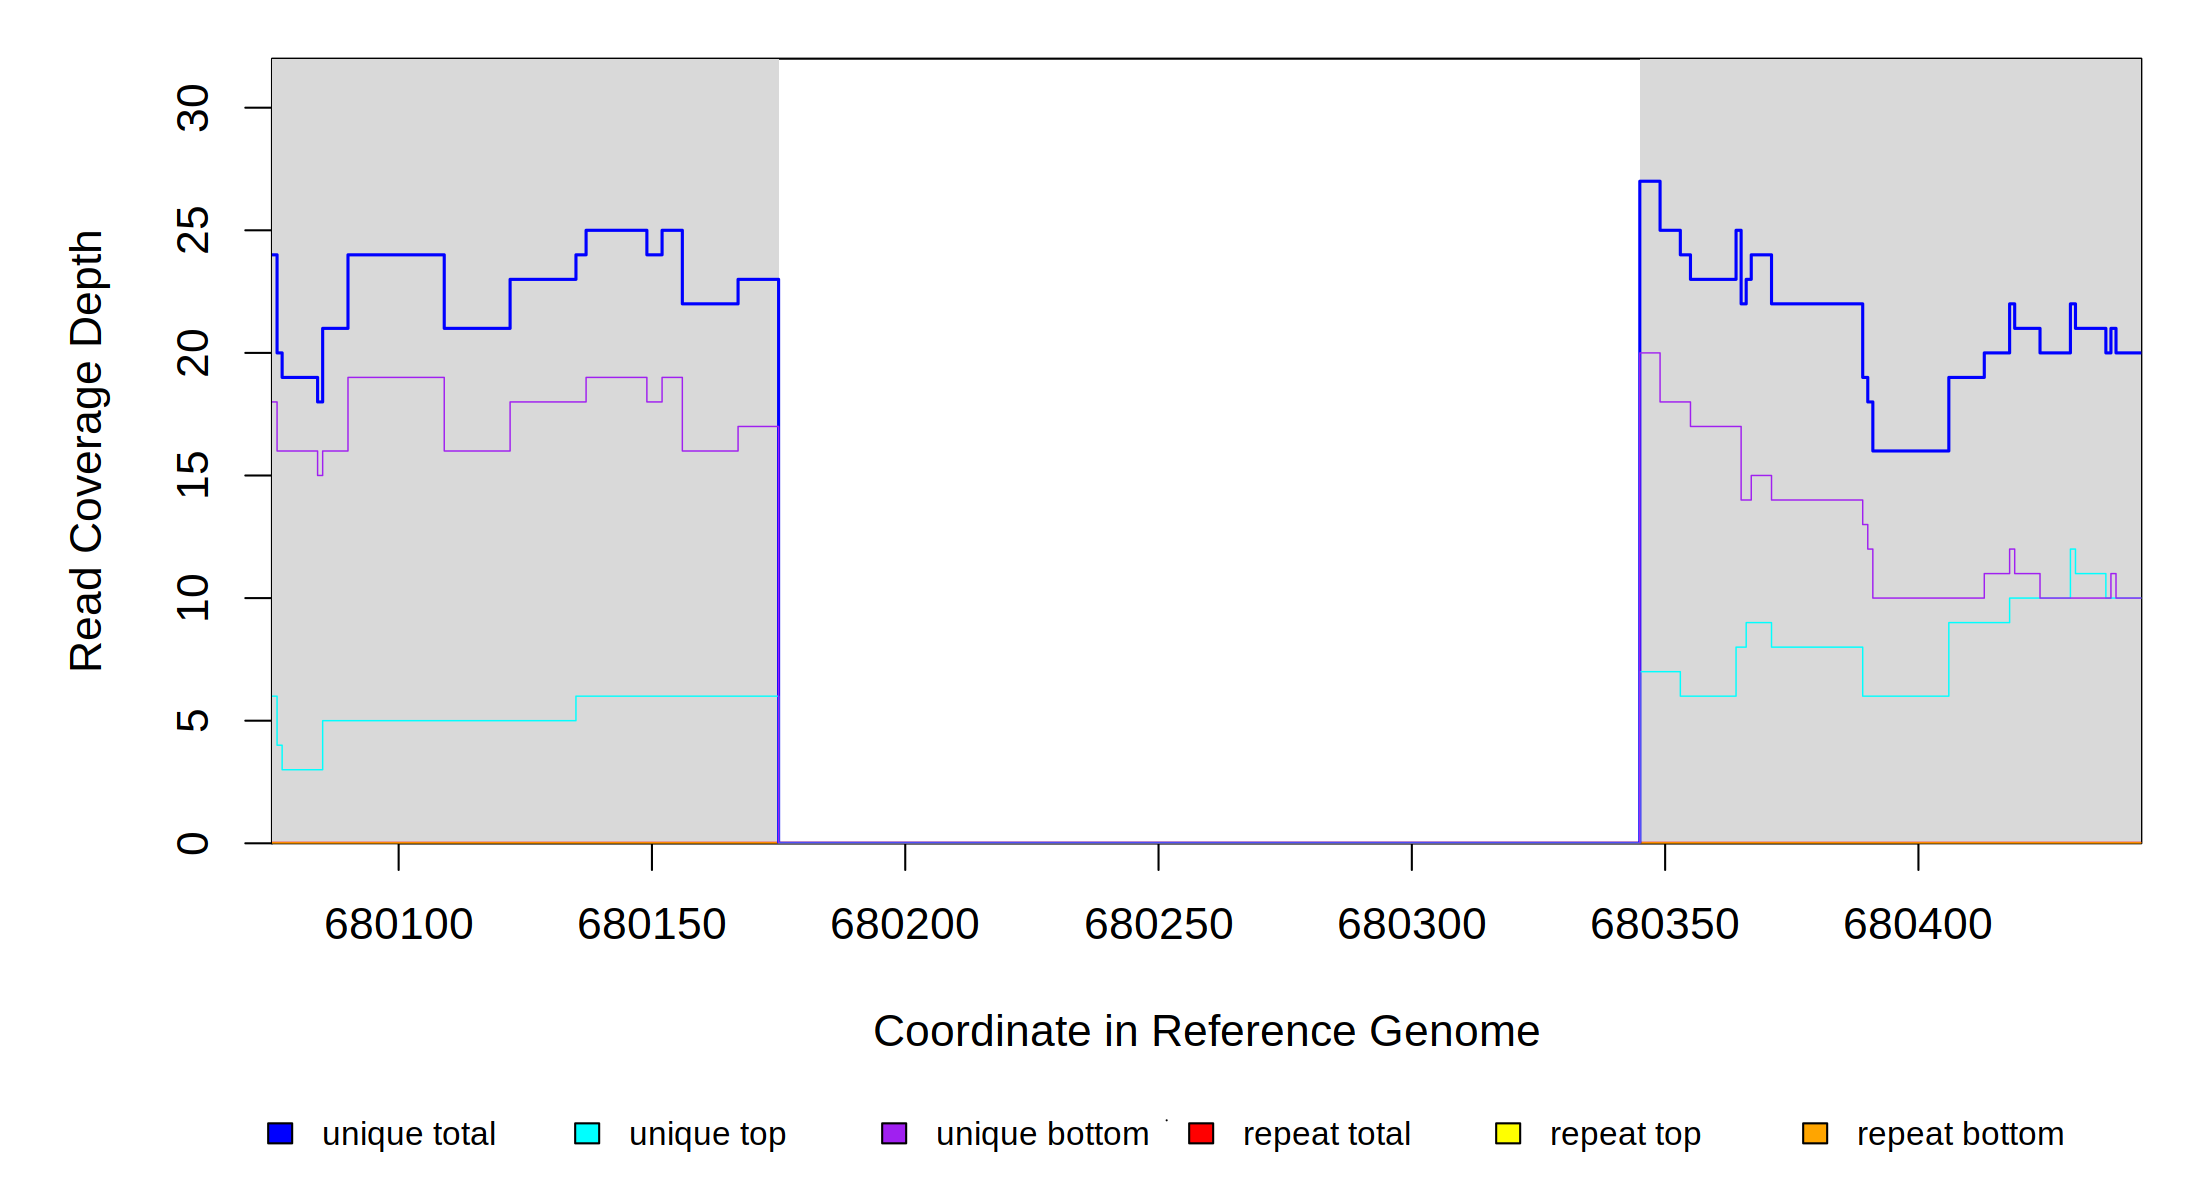 Read Coverage Depth
30
25
20
15
10
5
0
680100 680150 680200 680250 680300 680350 680400
Coordinate in Reference Genome
unique total unique top unique bottom repeat total repeat top repeat bottom